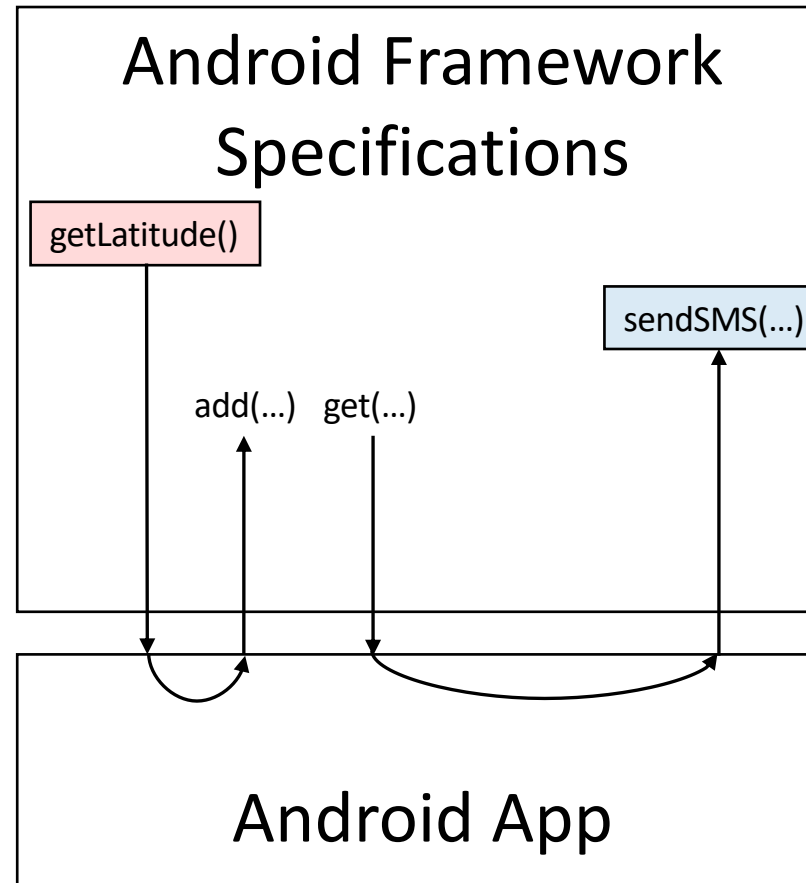 Android Framework
Specifications
getLatitude()
sendSMS(…)
add(…) get(…)
Android App